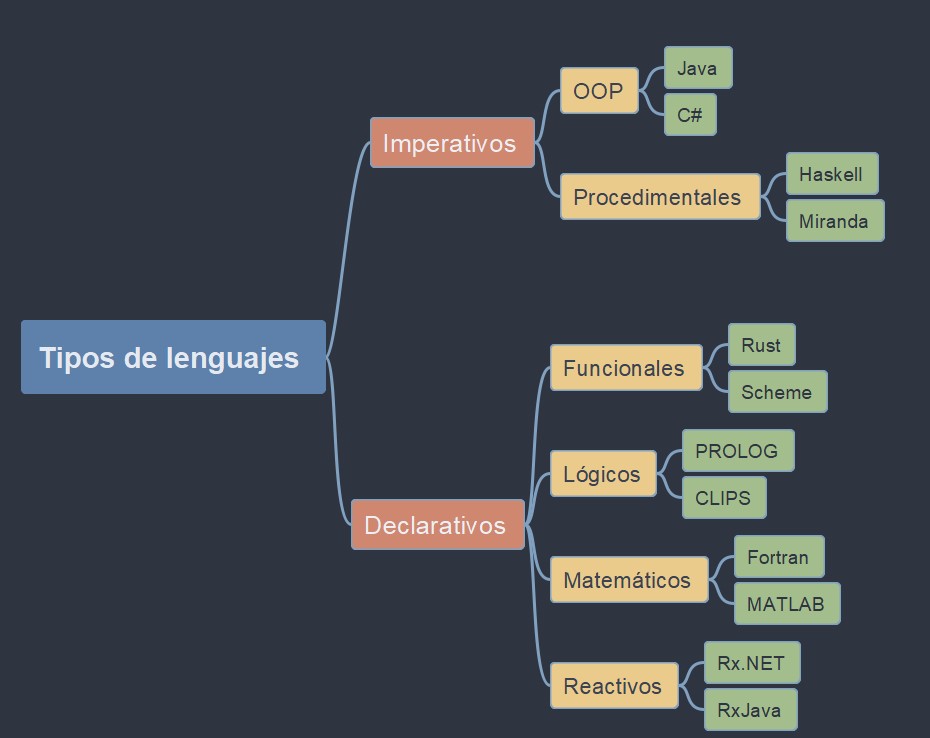 Tipos de lenguajes
Imperativos
OOP
Java
C#
Procedimentales
Haskell
Miranda
Declarativos
Funcionales
Rust
Scheme
Lógicos
PROLOG
CLIPS
Matemáticos
Fortran
MATLAB
Reactivos
Rx.NET
RxJava